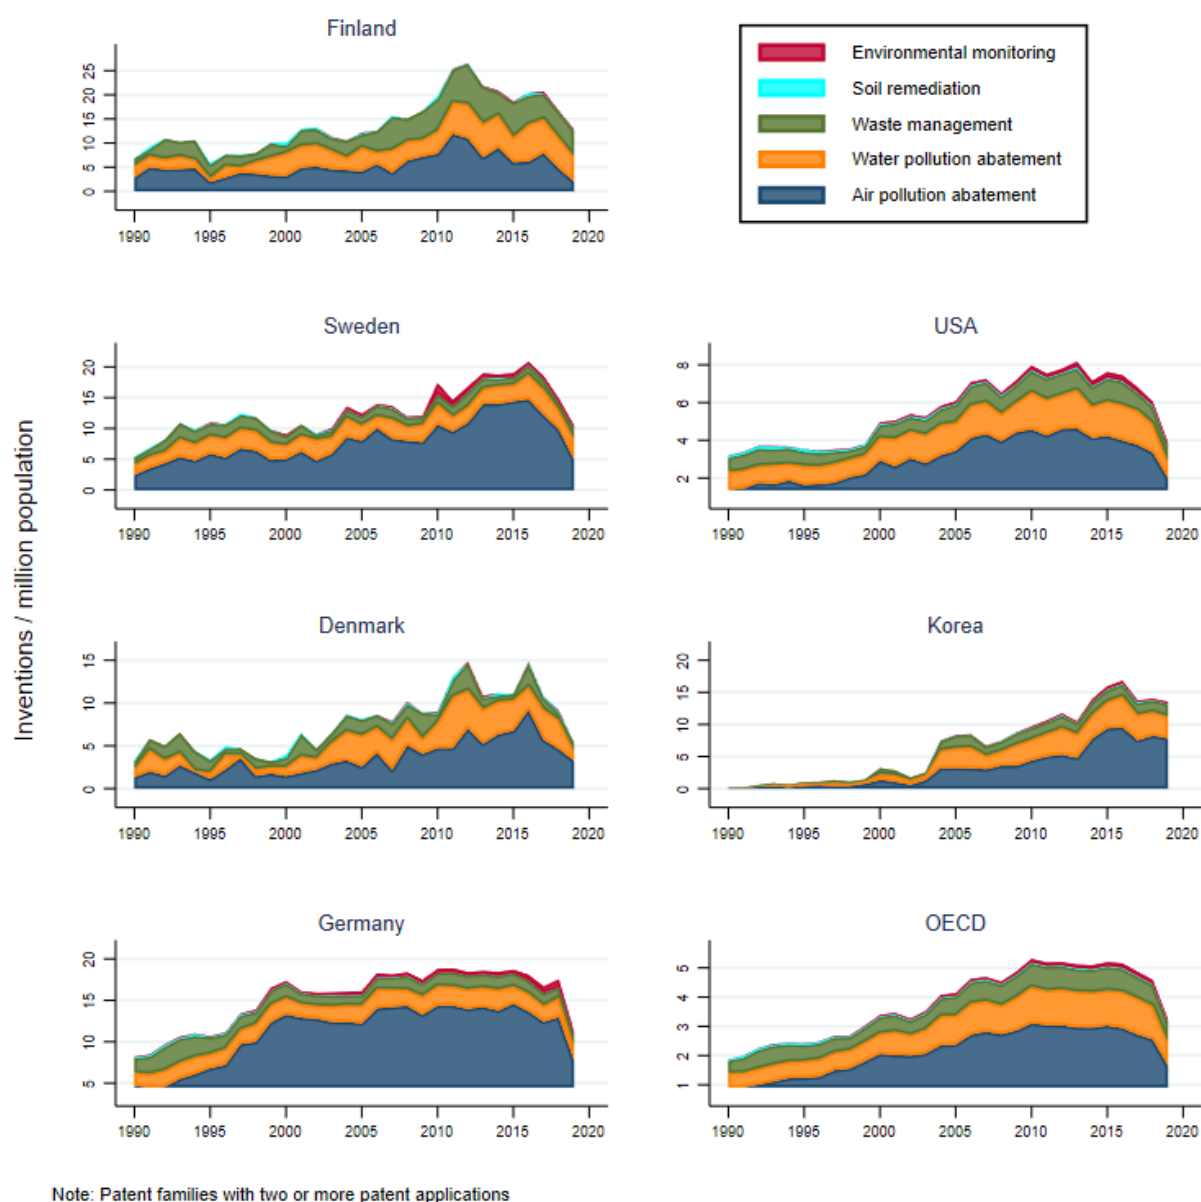 Finland
25
20
15
10
5
0
1990 1995 2000 2005 2010 2015 2020
Environmental monitoring
Soil remediation
Waste management
Water pollution abatement
Air pollution abatement
Inventions / million population
Sweden
20
15
10
5
0
1990 1995 2000 2005 2010 2015 2020
USA
8
6
4
2
1990 1995 2000 2005 2010 2015 2020
Denmark
15
10
5
0
1990 1995 2000 2005 2010 2015 2020
Korea
20
15
10
5
0
1990 1995 2000 2005 2010 2015 2020
Germany
20
15
10
5
1990 1995 2000 2005 2010 2015 2020
OECD
5
4
3
2
1
1990 1995 2000 2005 2010 2015 2020
Note: Patent families with two or more patent applications